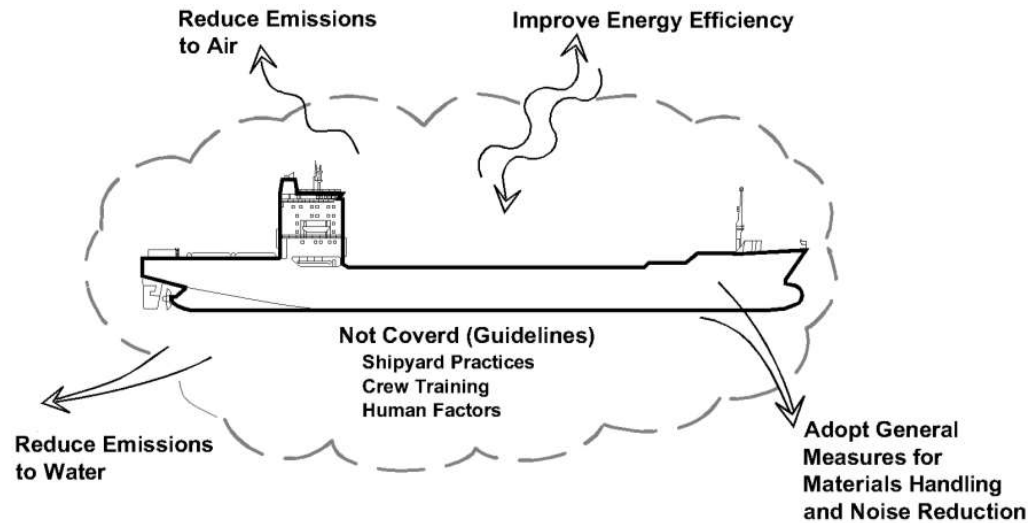 Reduce Emissions
to Air
Improve Energy Efficiency
Not Coverd (Guidelines)
Shipyard Practices
Crew Training
Human Factors
Reduce Emissions
to Water
Adopt General
Measures for
Materials Handling
and Noise Reduction